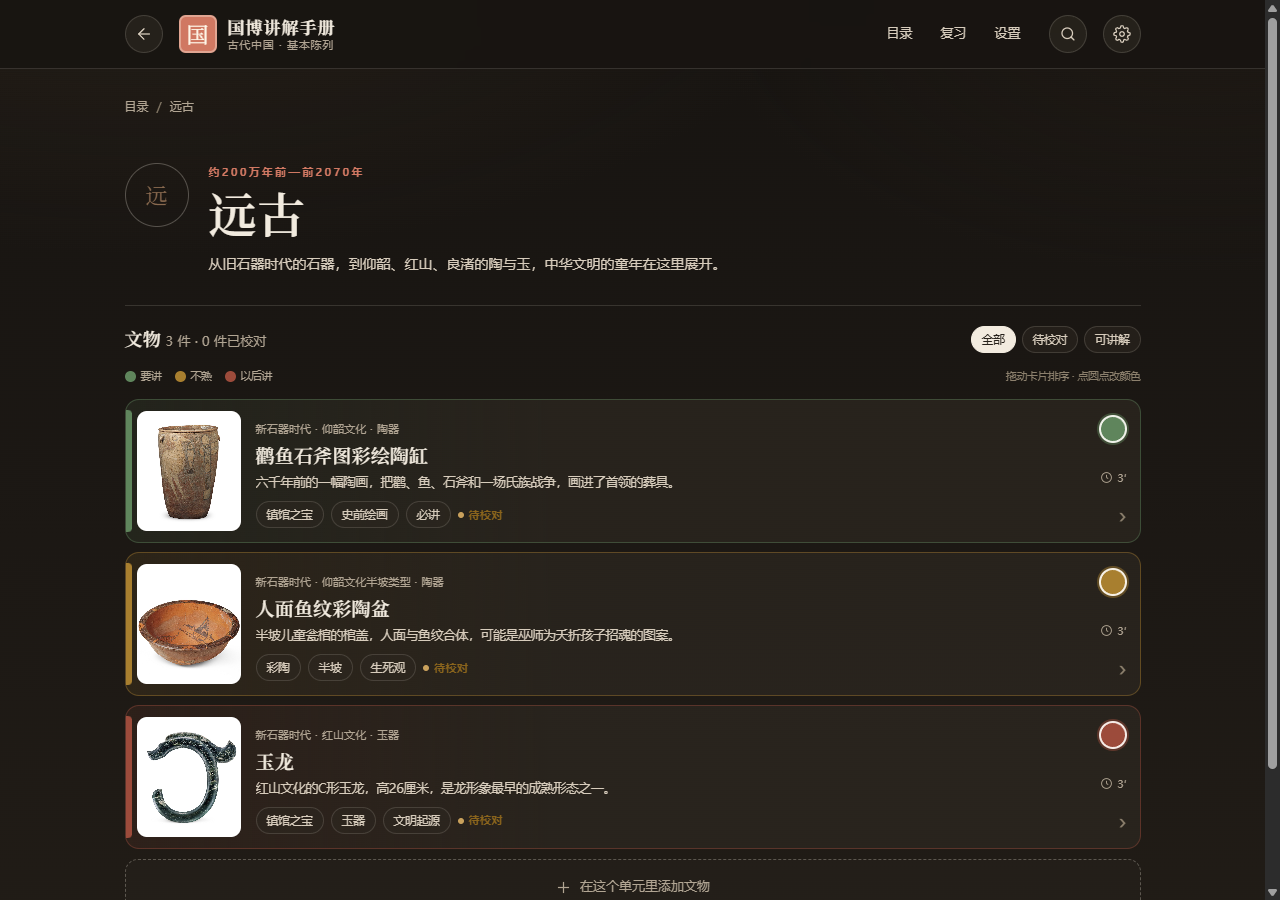 国
国博讲解手册
古代中国 · 基本陈列
目录
复习
设置
目录 / 远古
远
约200万年前—前2070年
远古
从旧石器时代的石器，到仰韶、红山、良渚的陶与玉，中华文明的童年在这里展开。
文物 3 件 · 0 件已校对
全部
待校对
可讲解
要讲
不熟
以后讲
拖动卡片排序 · 点圆点改颜色
新石器时代 · 仰韶文化 · 陶器
鹳鱼石斧图彩绘陶缸
六千年前的一幅陶画，把鹳、鱼、石斧和一场氏族战争，画进了首领的葬具。
镇馆之宝
史前绘画
必讲
待校对
3′
新石器时代 · 仰韶文化半坡类型 · 陶器
人面鱼纹彩陶盆
半坡儿童瓮棺的棺盖，人面与鱼纹合体，可能是巫师为夭折孩子招魂的图案。
彩陶
半坡
生死观
待校对
3′
新石器时代 · 红山文化 · 玉器
玉龙
红山文化的C形玉龙，高26厘米，是龙形象最早的成熟形态之一。
镇馆之宝
玉器
文明起源
待校对
3′
在这个单元里添加文物